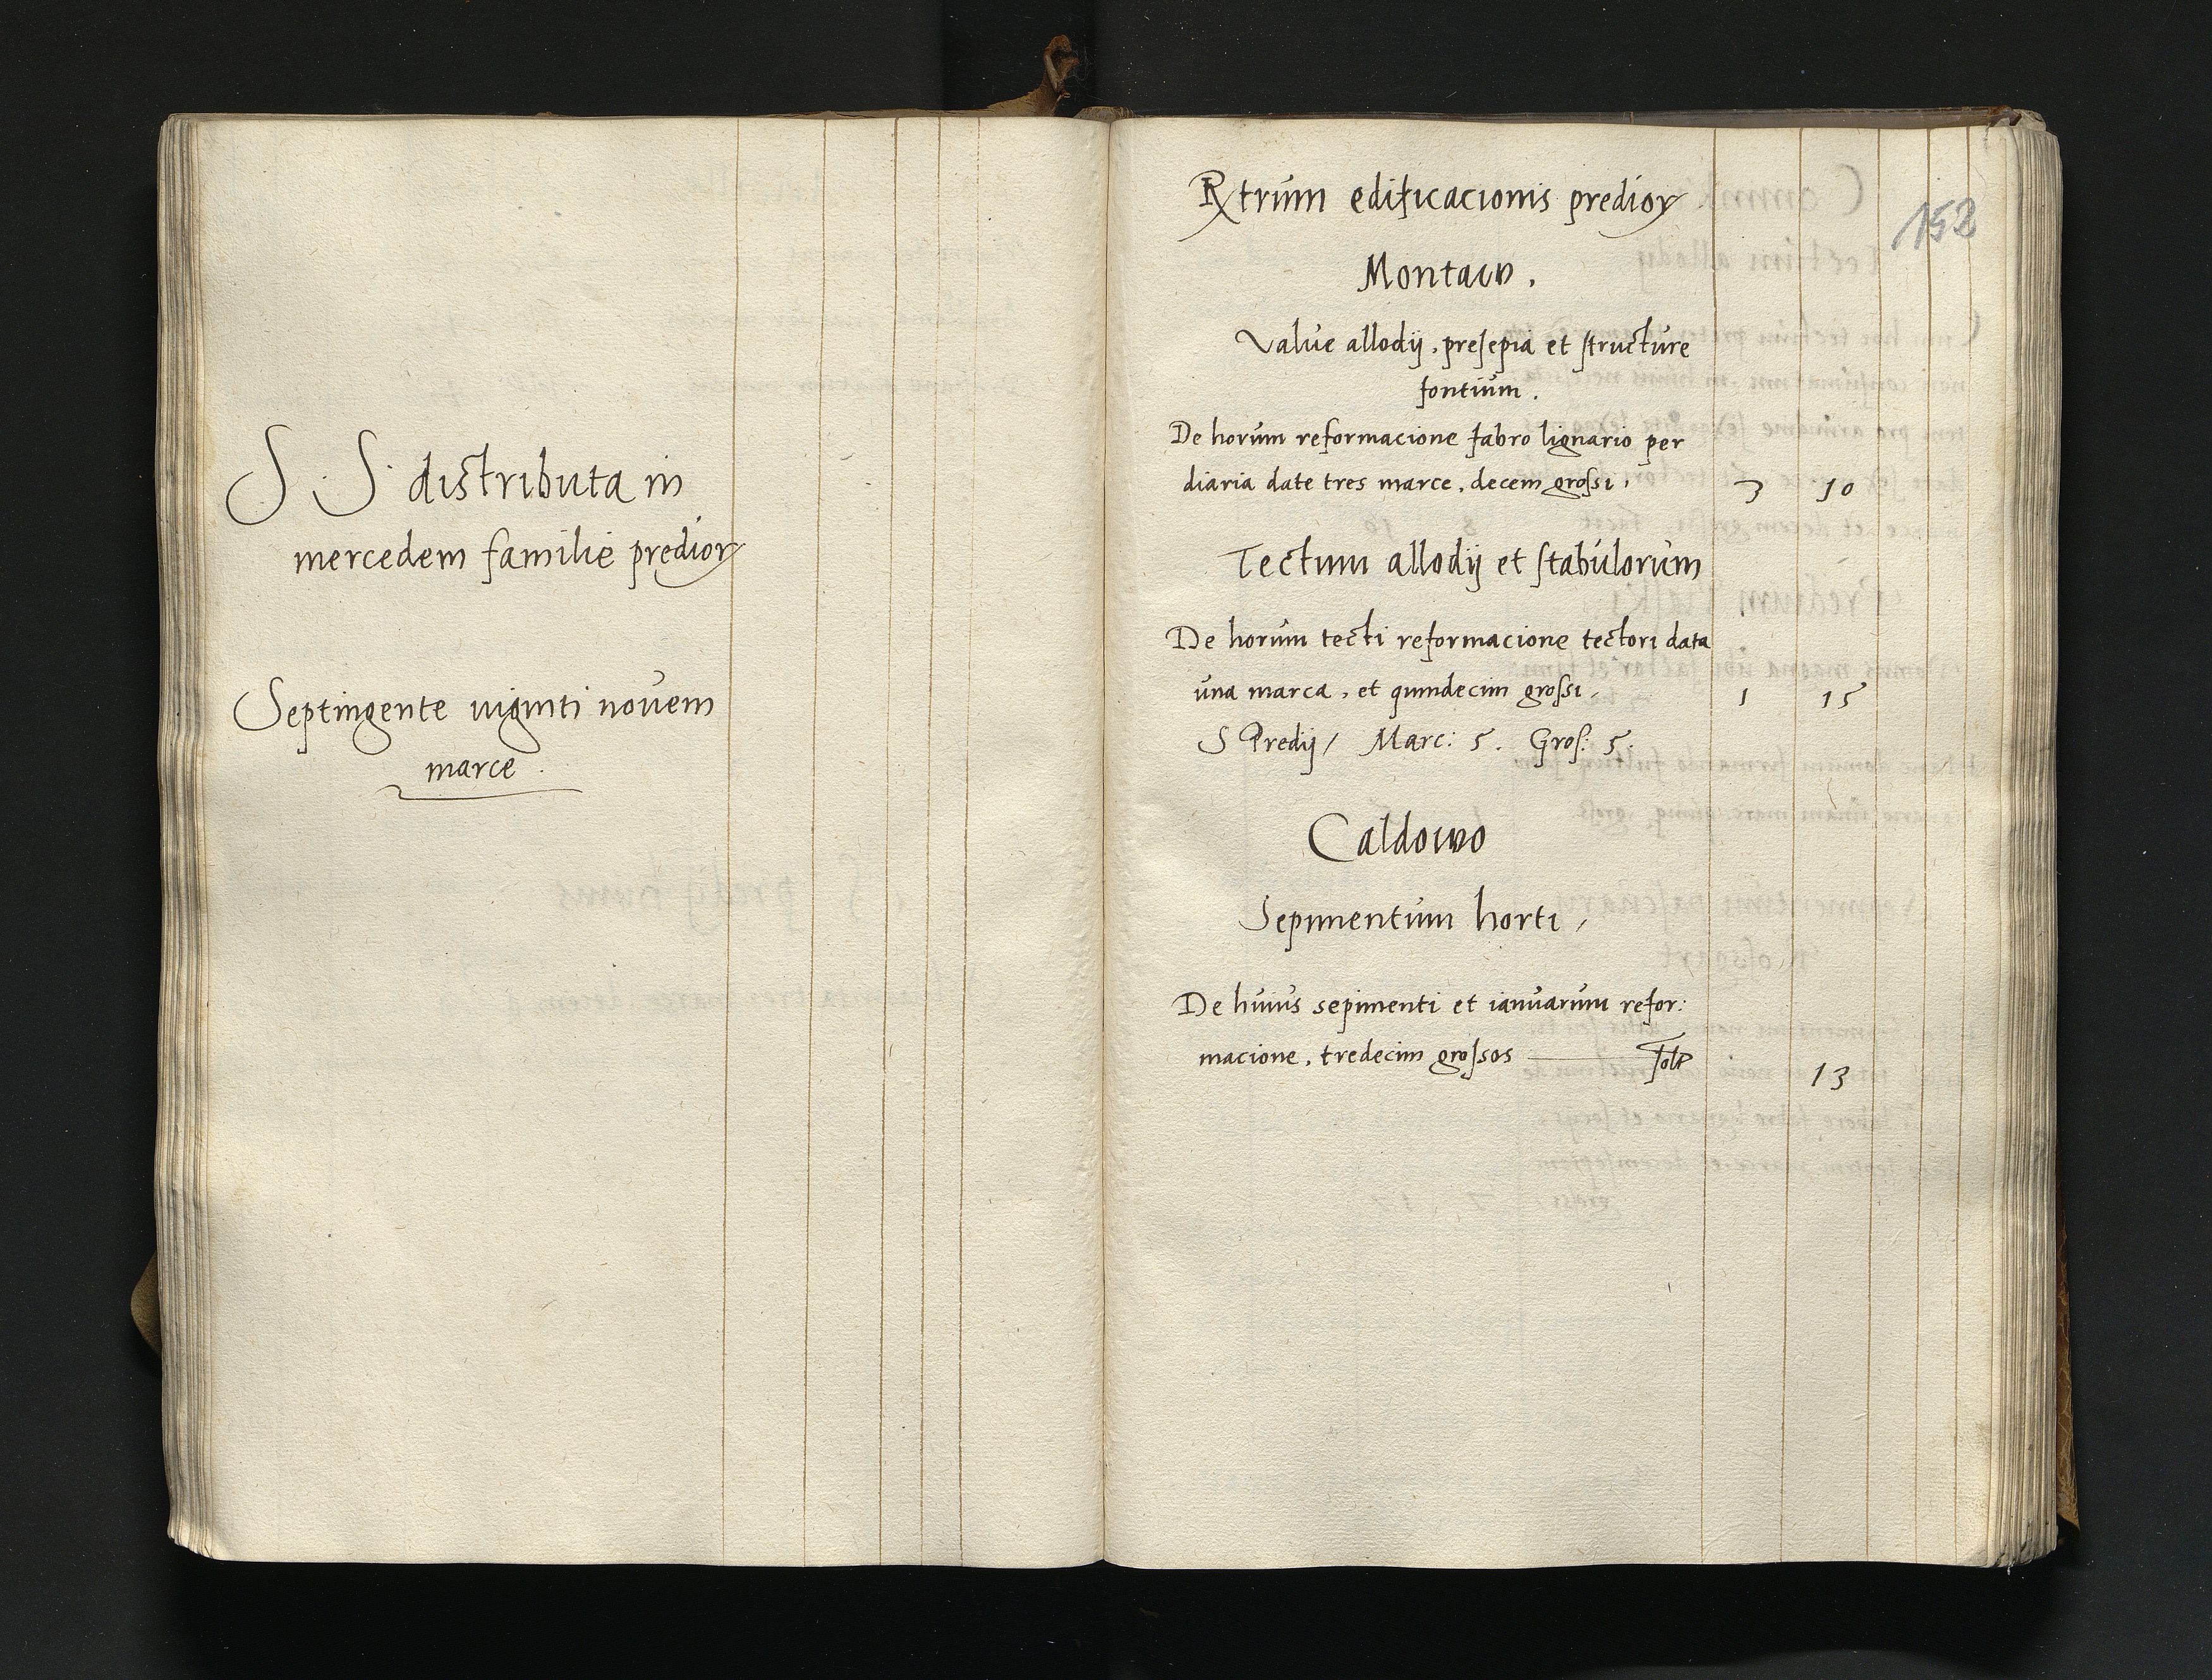 S. S. distributa in
mercedem familie predior
Septingente viginti novem
marce.
152
Rxtrum edificacionis predior
Montaw.
Value allodij, presepia et structure
fontium.
De horum reformacione fabro lignario per
diaria date tres marce, decem grossi, 3 10
Tectum allodij et stabulorum
De horum tecti reformacione tectori data
una marca, et quindecim grossi, 1 15
S Predij / Marc: 5. Gros: 5.
Caldowo
Sepimentum horti,
De huius sepimenti et ianuarum refor:
macione, tredecim grossos 13